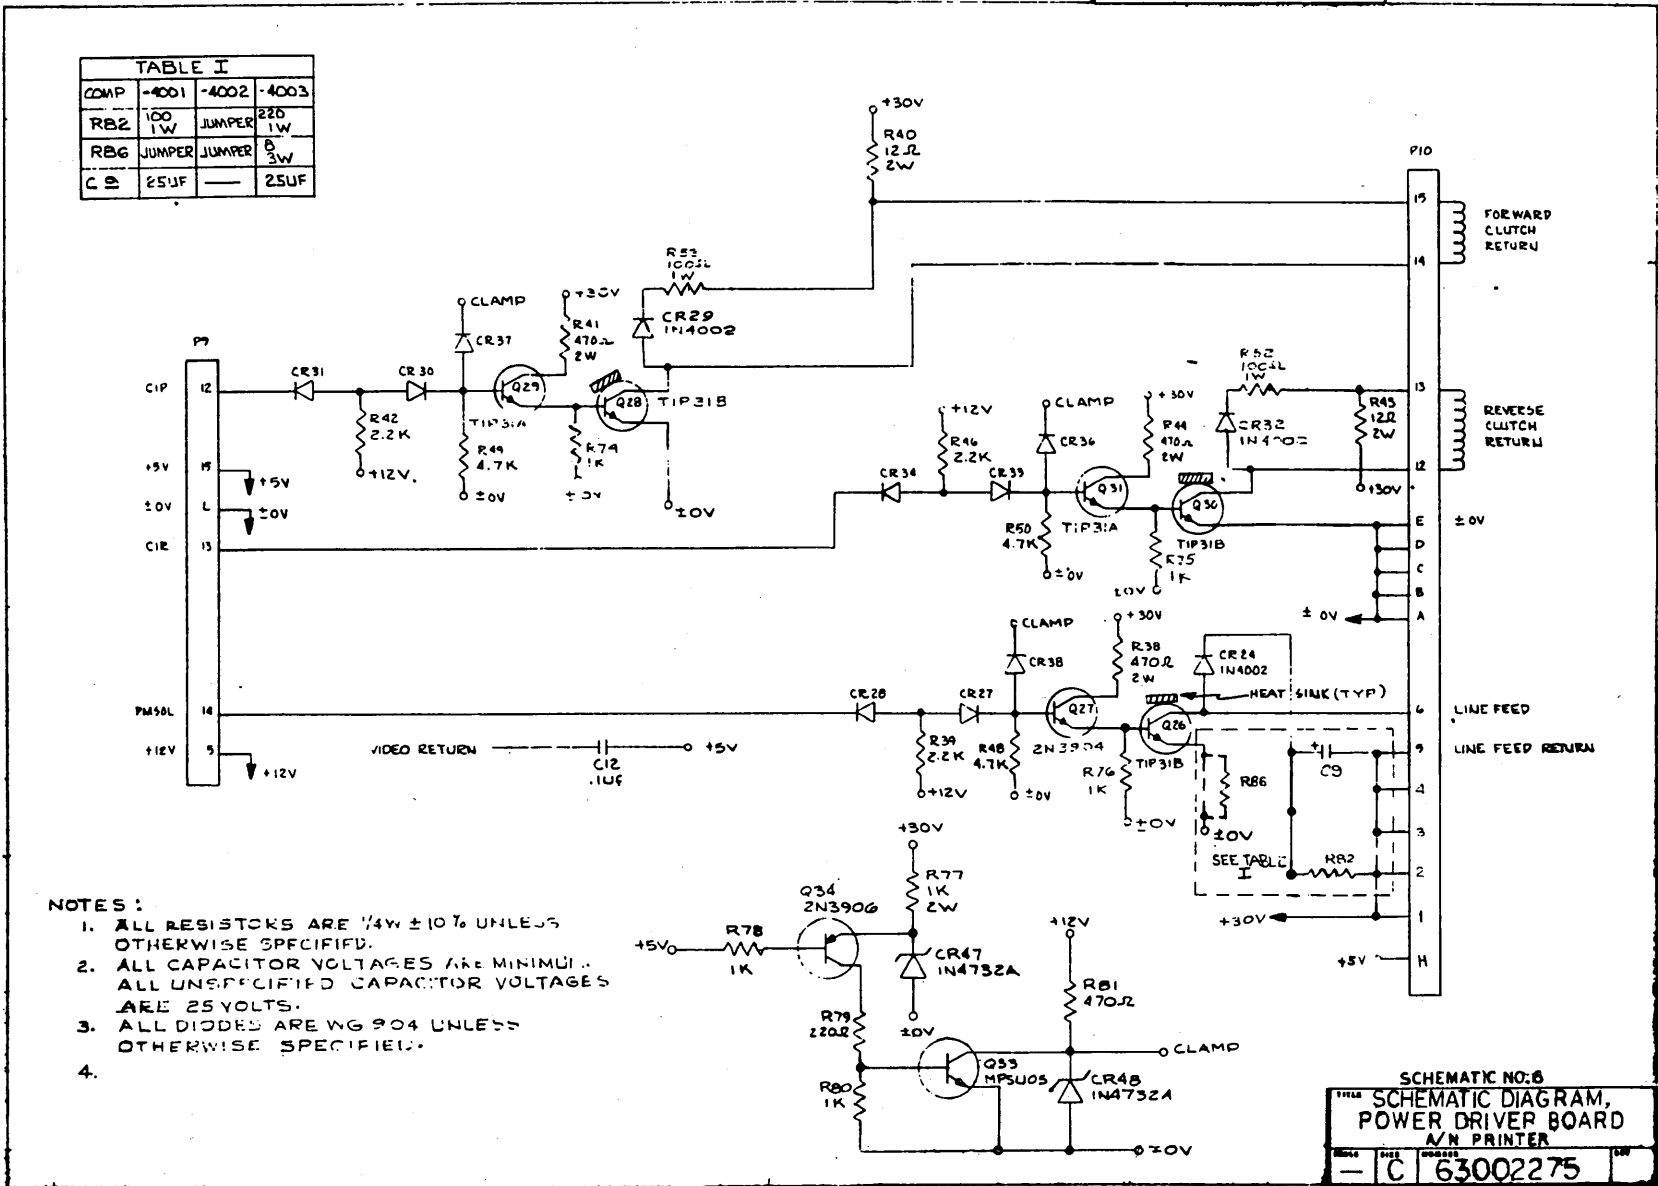 TABLE I
COMP -4001 -4002 -4003
R82 100 1W JUMPER 220 1W
R86 JUMPER JUMPER 8 3W
C9 25UF — 25UF
+30V
R40
12Ω
2W
P10
15
14
FORWARD
CLUTCH
RETURN
R53
100Ω
1W
CLAMP
+30V
CR29
1N4002
P9
CR37
R41
470Ω
2W
C1P 12
CR31
CR30
Q29
TIP31A
Q28
TIP31B
R42
2.2K
+12V
R49
4.7K
±0V
R74
1K
±0V
±0V
R52
100Ω
1W
13
R45
12Ω
2W
REVERSE
CLUTCH
RETURN
CLAMP
+30V
+12V
CR36
R44
470Ω
2W
CR32
1N4002
12
+30V
R46
2.2K
CR34
CR33
Q31
TIP31A
Q30
TIP31B
+5V 15 +5V
±0V L ±0V
C1R 13
R50
4.7K
±0V
R75
1K
±0V
E ±0V
D
C
B
± 0V A
CLAMP
+30V
CR38
R38
470Ω
2W
CR24
1N4002
HEAT SINK (TYP)
PMSOL 14
CR28
CR27
Q27
2N3904
Q26
TIP31B
6 LINE FEED
+12V 5 +12V
VIDEO RETURN
C12
.1UF
+5V
R39
2.2K
+12V
R48
4.7K
±0V
R76
1K
±0V
R86
±0V
+
C9
5 LINE FEED RETURN
4
3
SEE TABLE
I
R82
2
+30V 1
+5V H
+30V
R77
1K
2W
Q34
2N3906
+5V
R78
1K
CR47
1N4732A
±0V
R79
220Ω
R80
1K
Q33
MPSU05
+12V
R81
470Ω
CLAMP
CR48
1N4732A
±0V
NOTES:
1. ALL RESISTORS ARE 1/4W ±10% UNLESS
OTHERWISE SPECIFIED.
2. ALL CAPACITOR VOLTAGES ARE MINIMUM.
ALL UNSPECIFIED CAPACITOR VOLTAGES
ARE 25 VOLTS.
3. ALL DIODES ARE WG 904 UNLESS
OTHERWISE SPECIFIED.
4.
SCHEMATIC NO:6
TITLE
SCHEMATIC DIAGRAM,
POWER DRIVER BOARD
A/N PRINTER
— SIZE C NUMBER 63002275 REV